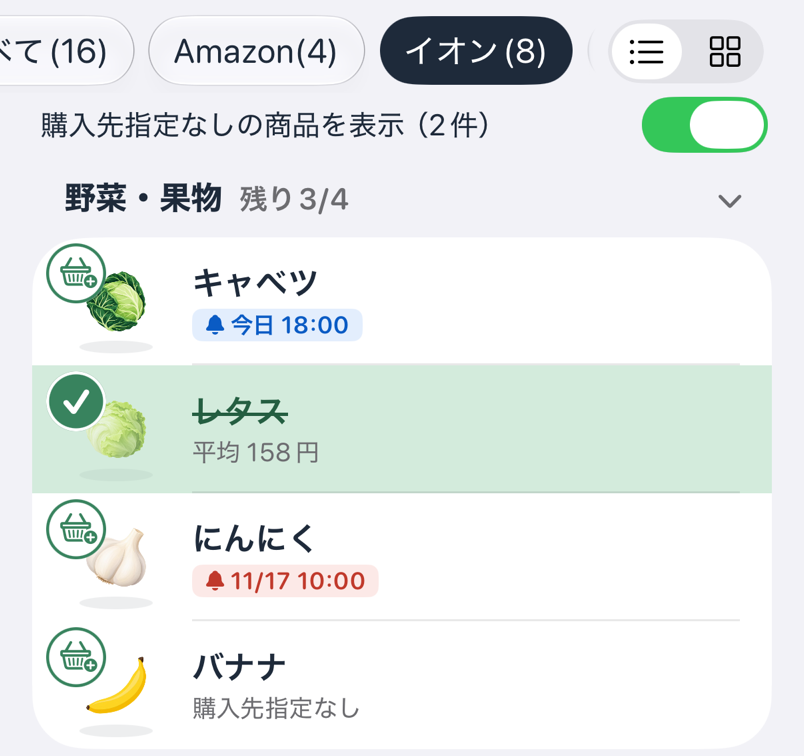 べて(16)
Amazon(4)
イオン(8)
購入先指定なしの商品を表示（2件）
野菜・果物 残り3/4
キャベツ
今日 18:00
レタス
平均 158円
にんにく
11/17 10:00
バナナ
購入先指定なし